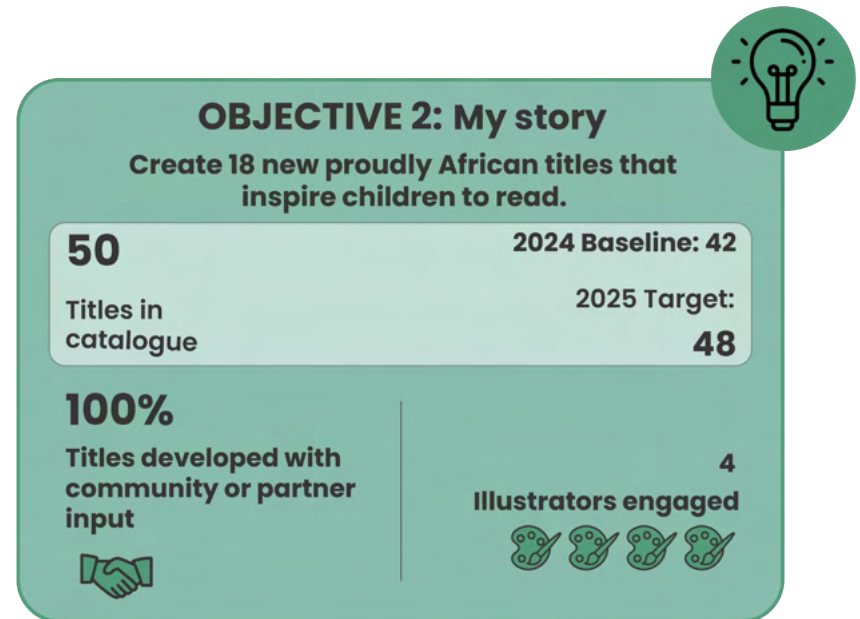 OBJECTIVE 2: My story
Create 18 new proudly African titles that
inspire children to read.
50
Titles in
catalogue
2024 Baseline: 42
2025 Target:
48
100%
Titles developed with
community or partner
input
4
Illustrators engaged